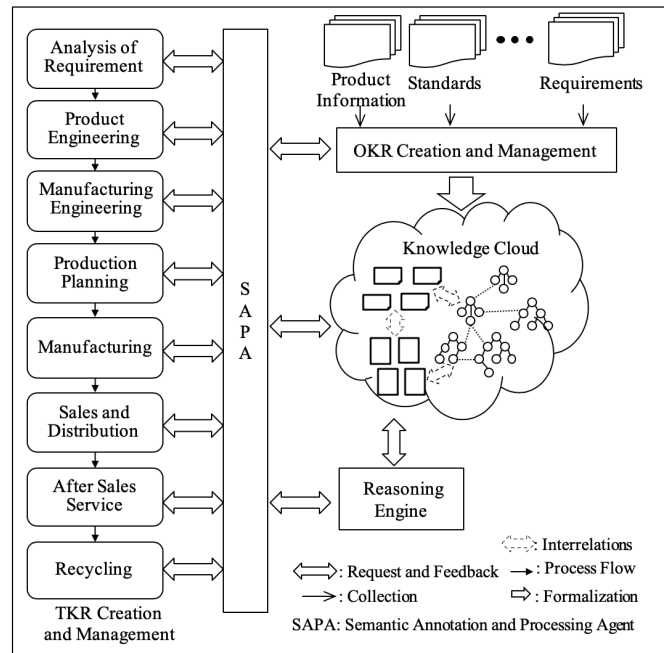 Analysis of
Requirement
Product
Engineering
Manufacturing
Engineering
Production
Planning
Manufacturing
Sales and
Distribution
After Sales
Service
Recycling
TKR Creation
and Management
S
A
P
A
Product
Information
Standards
Requirements
OKR Creation and Management
Knowledge Cloud
Reasoning
Engine
: Interrelations
: Request and Feedback
: Process Flow
: Collection
: Formalization
SAPA: Semantic Annotation and Processing Agent